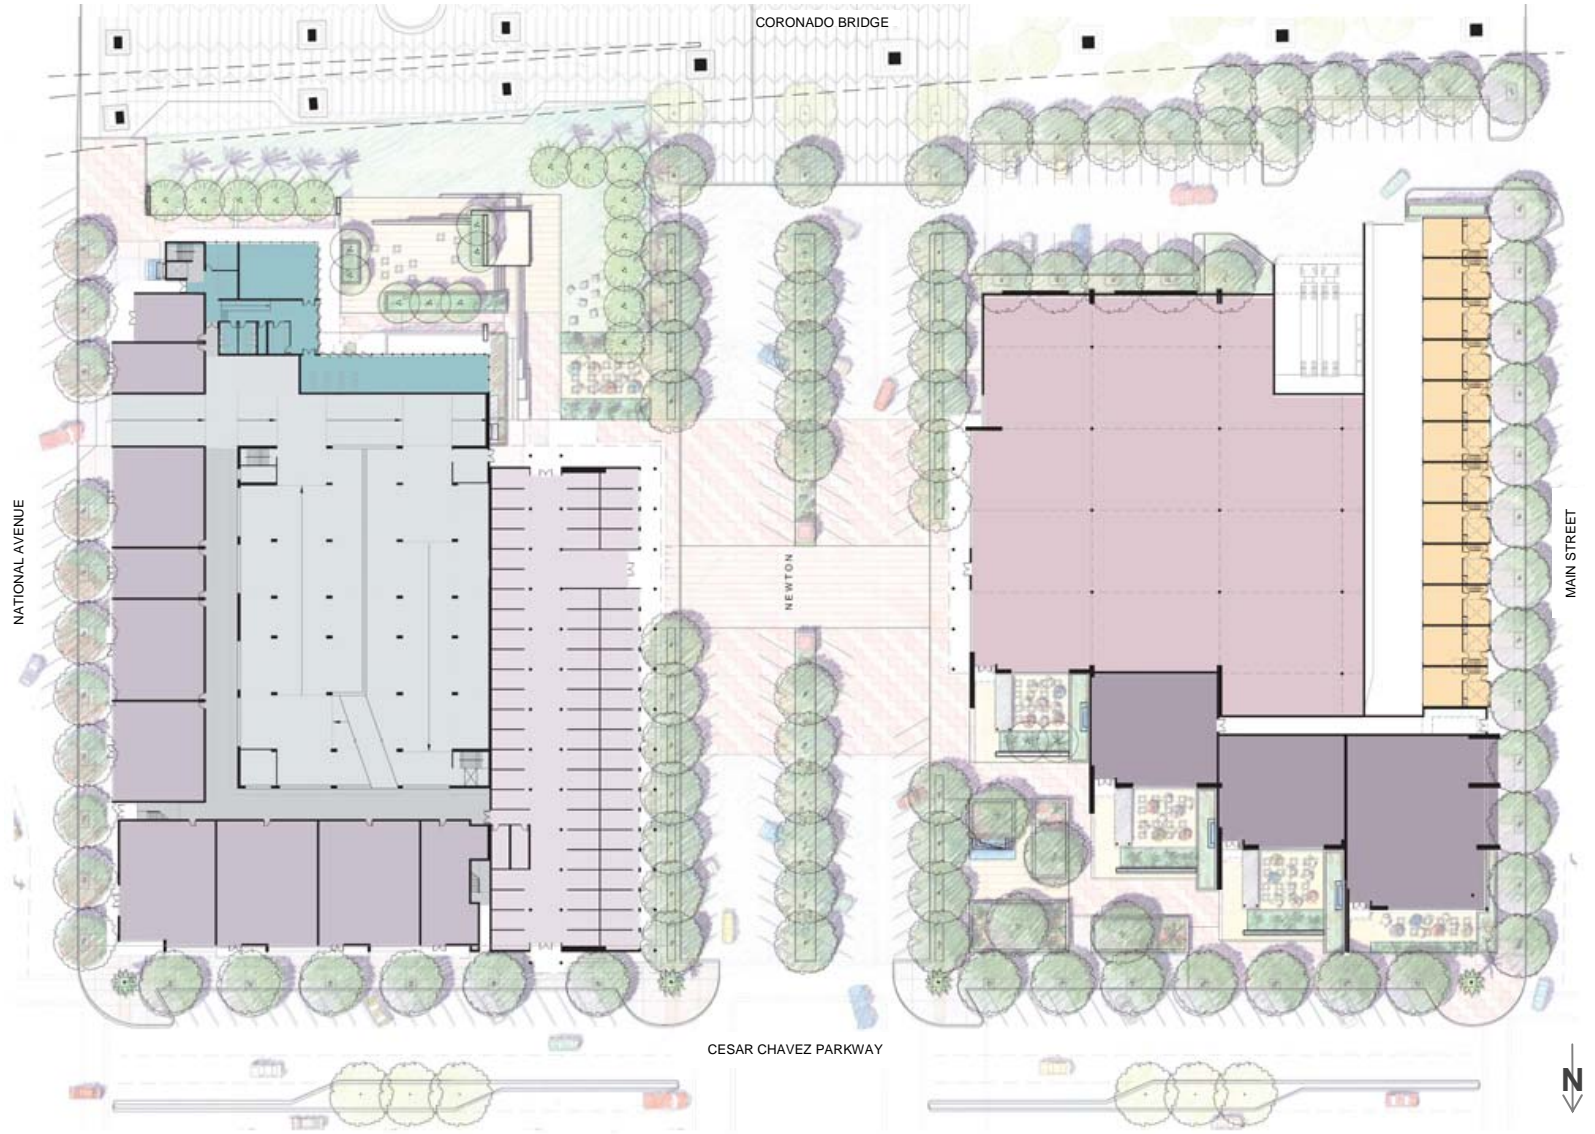 CORONADO BRIDGE
NATIONAL AVENUE
NEWTON
MAIN STREET
CESAR CHAVEZ PARKWAY
N